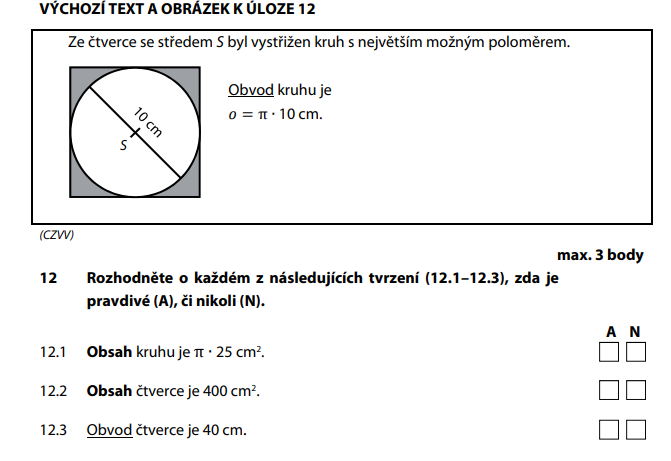 VÝCHOZÍ TEXT A OBRÁZEK K ÚLOZE 12
Ze čtverce se středem S byl vystřižen kruh s největším možným poloměrem.
10 cm
S
Obvod kruhu je
o = π · 10 cm.
(CZVV)
max. 3 body
12 Rozhodněte o každém z následujících tvrzení (12.1–12.3), zda je
pravdivé (A), či nikoli (N).
A N
12.1 Obsah kruhu je π · 25 cm².
12.2 Obsah čtverce je 400 cm².
12.3 Obvod čtverce je 40 cm.